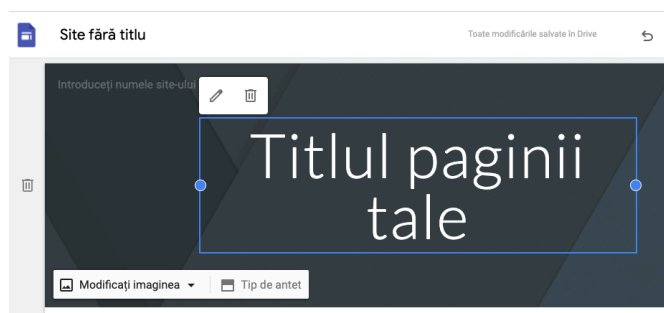 Site fără titlu
Toate modificările salvate în Drive
Introduceți numele site-ului
Titlul paginii
tale
Modificați imaginea
Tip de antet